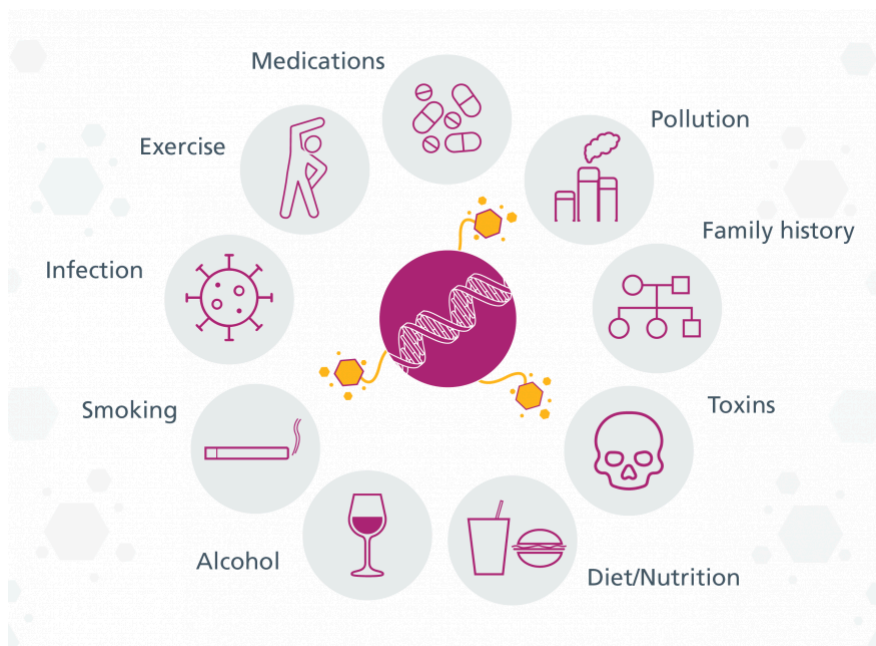 Medications
Pollution
Exercise
Family history
Infection
Toxins
Smoking
Alcohol
Diet/Nutrition